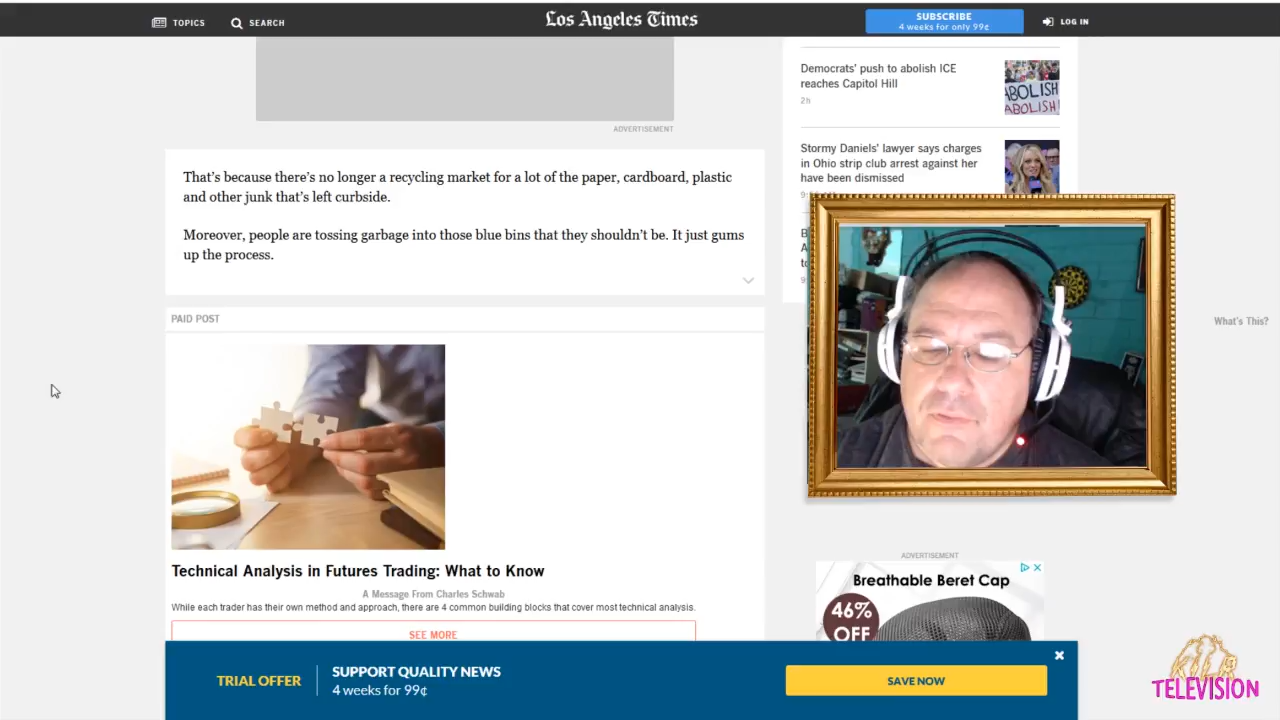 TOPICS
SEARCH
Los Angeles Times
SUBSCRIBE
4 weeks for only 99¢
LOG IN
ADVERTISEMENT
That's because there's no longer a recycling market for a lot of the paper, cardboard, plastic
and other junk that's left curbside.
Moreover, people are tossing garbage into those blue bins that they shouldn't be. It just gums
up the process.
PAID POST
Technical Analysis in Futures Trading: What to Know
A Message From Charles Schwab
While each trader has their own method and approach, there are 4 common building blocks that cover most technical analysis.
SEE MORE
Democrats' push to abolish ICE
reaches Capitol Hill
2h
ABOLISH
ABOLISH
Stormy Daniels' lawyer says charges
in Ohio strip club arrest against her
have been dismissed
What's This?
ADVERTISEMENT
Breathable Beret Cap
46%
OFF
TRIAL OFFER
SUPPORT QUALITY NEWS
4 weeks for 99¢
SAVE NOW
KILR
TELEVISION